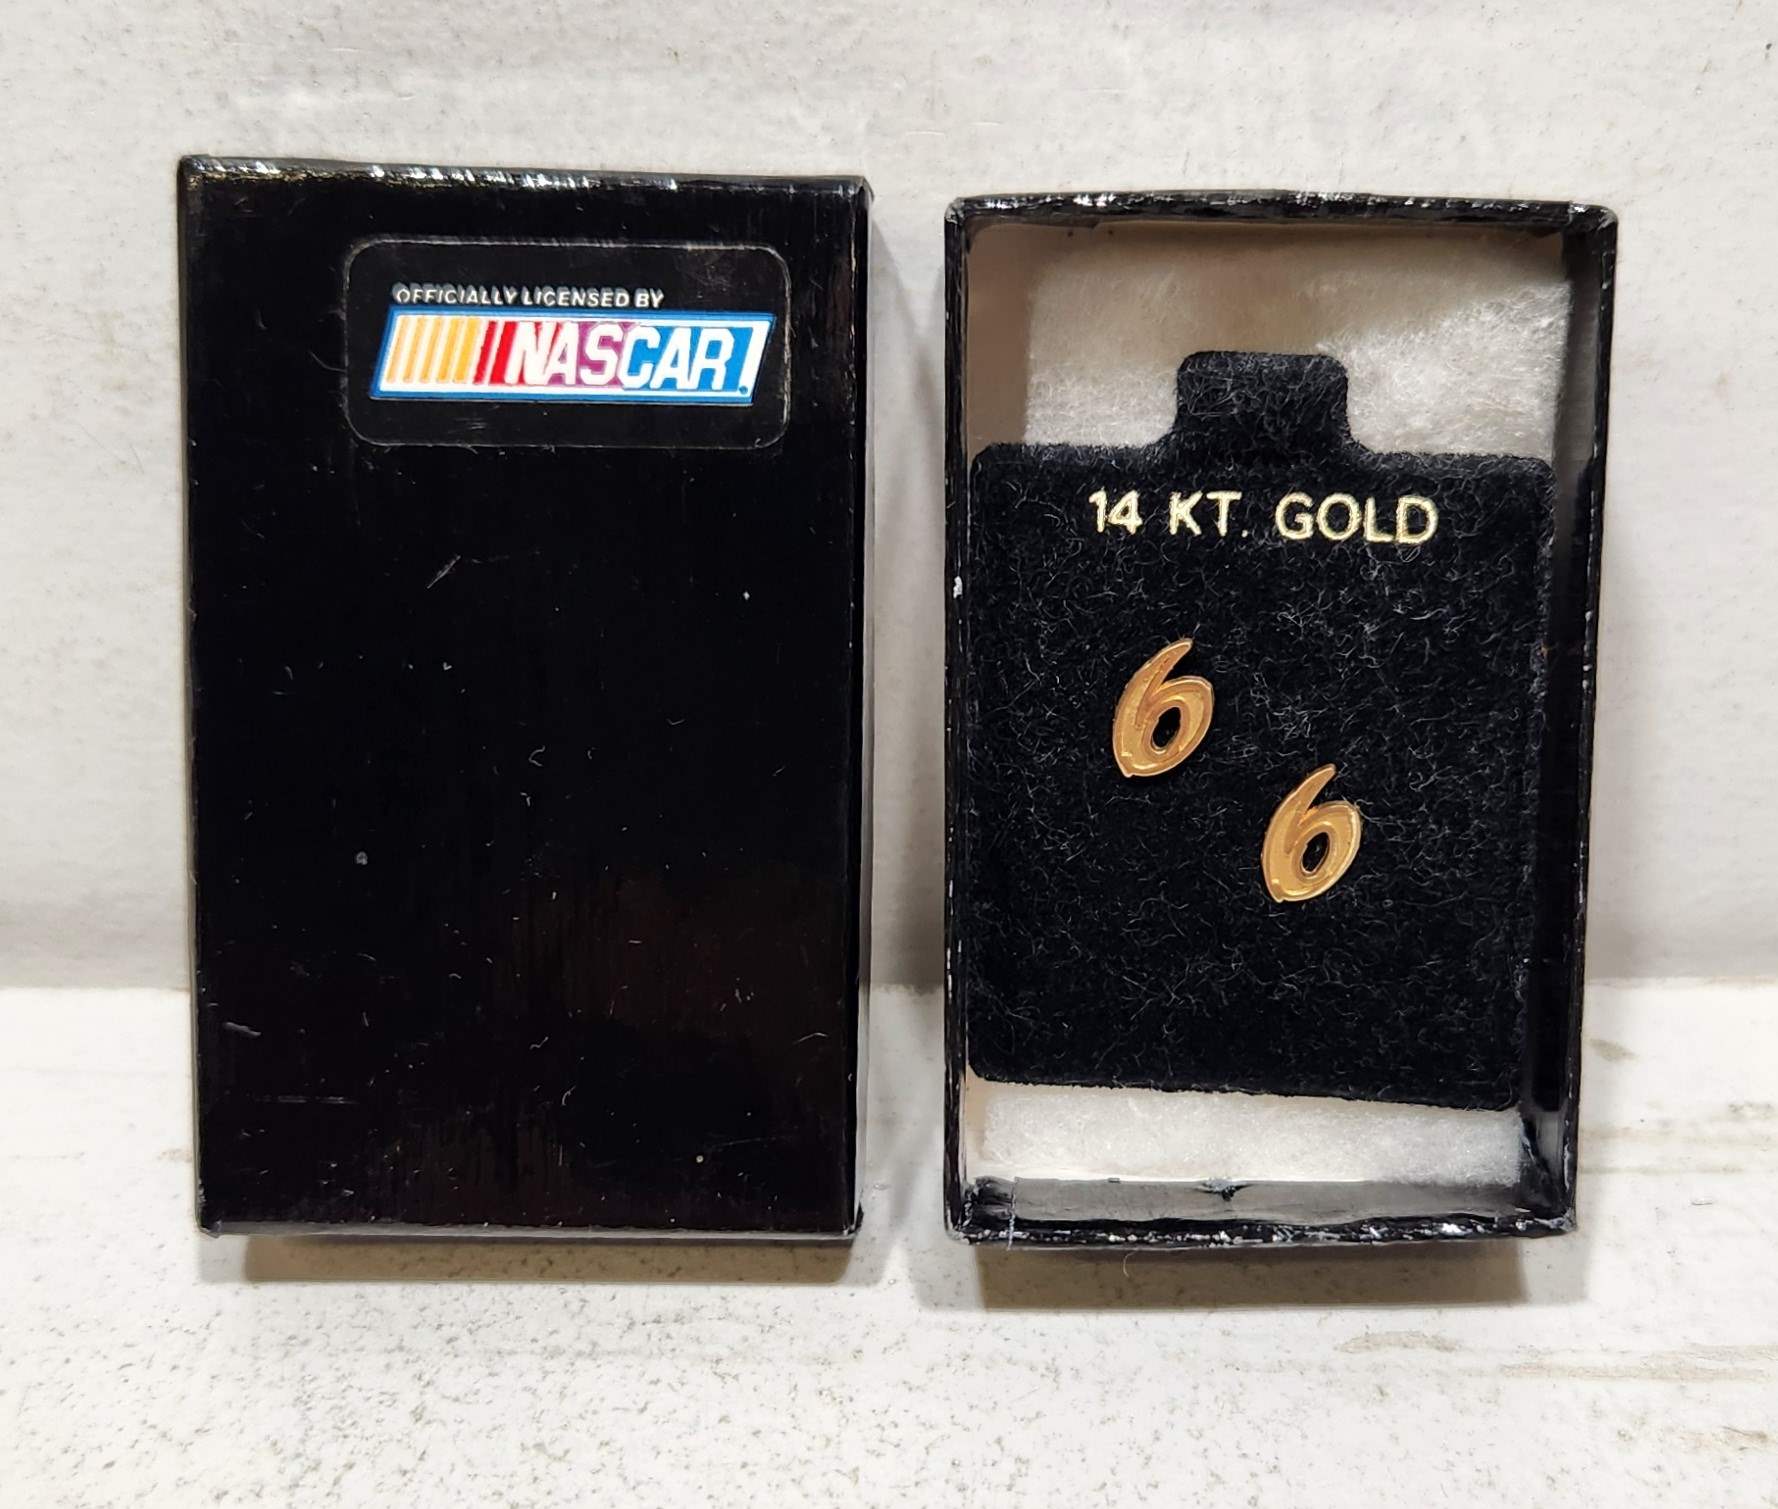 OFFICIALLY LICENSED BY
NASCAR
14 KT. GOLD
6
6